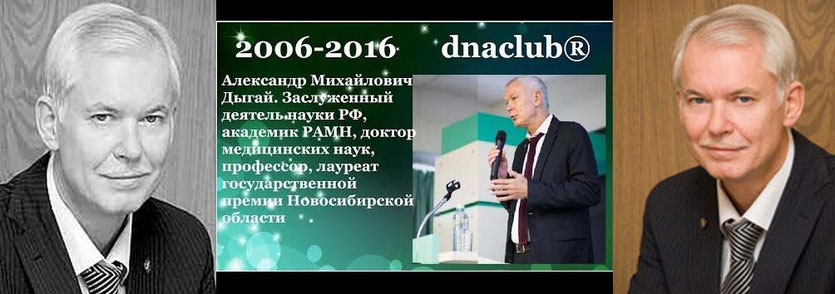 2006-2016 dnaclub®
Александр Михайлович
Дыгай. Заслуженный
деятель науки РФ,
академик РАМН, доктор
медицинских наук,
профессор, лауреат
государственной
премии Новосибирской
области